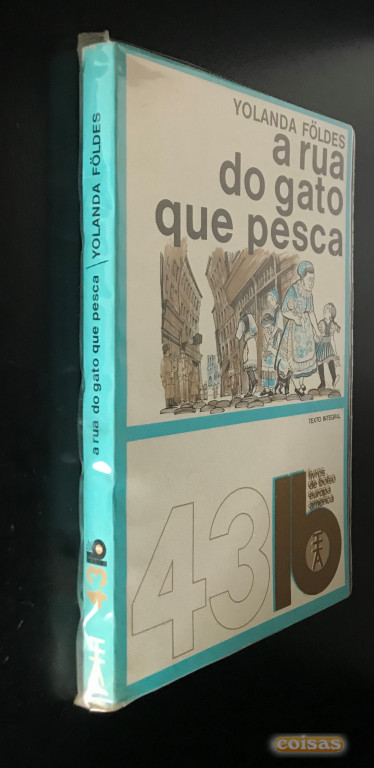 YOLANDA FÖLDES
a rua
do gato
que pesca
TEXTO INTEGRAL
43
lb
livros
de bolso
europa
america
a rua do gato que pesca / YOLANDA FÖLDES
lb
43
coisas